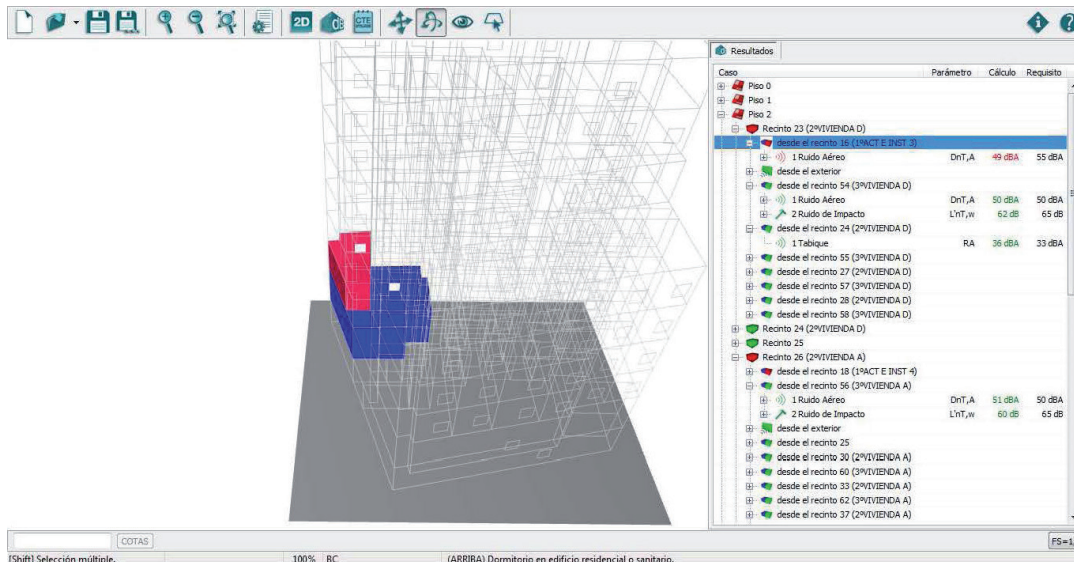 2D
CTE
Resultados
Caso Parámetro Cálculo Requisito
Piso 0
Piso 1
Piso 2
Recinto 23 (2ºVIVIENDA D)
desde el recinto 16 (1ºACT E INST 3)
1 Ruido Aéreo DnT,A 49 dBA 55 dBA
desde el exterior
desde el recinto 54 (3ºVIVIENDA D)
1 Ruido Aéreo DnT,A 50 dBA 50 dBA
2 Ruido de Impacto L'nT,w 62 dB 65 dB
desde el recinto 24 (2ºVIVIENDA D)
1 Tabique RA 36 dBA 33 dBA
desde el recinto 55 (3ºVIVIENDA D)
desde el recinto 27 (2ºVIVIENDA D)
desde el recinto 57 (3ºVIVIENDA D)
desde el recinto 28 (2ºVIVIENDA D)
desde el recinto 58 (3ºVIVIENDA D)
Recinto 24 (2ºVIVIENDA D)
Recinto 25
Recinto 26 (2ºVIVIENDA A)
desde el recinto 18 (1ºACT E INST 4)
desde el recinto 56 (3ºVIVIENDA A)
1 Ruido Aéreo DnT,A 51 dBA 50 dBA
2 Ruido de Impacto L'nT,w 60 dB 65 dB
desde el exterior
desde el recinto 25
desde el recinto 30 (2ºVIVIENDA A)
desde el recinto 60 (3ºVIVIENDA A)
desde el recinto 33 (2ºVIVIENDA A)
desde el recinto 62 (3ºVIVIENDA A)
desde el recinto 37 (2ºVIVIENDA A)
COTAS FS=1
[Shift] Selección múltiple. 100% BC (ARRIBA) Dormitorio en edificio residencial o sanitario.